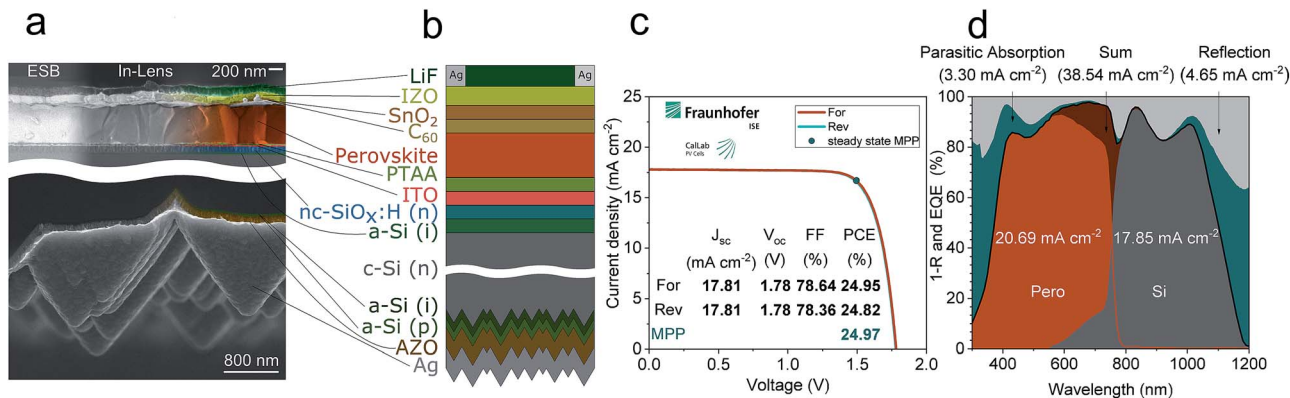 a
b
c
d
ESB
In-Lens
200 nm
800 nm
LiF
IZO
SnO₂
C₆₀
Perovskite
PTAA
ITO
nc-SiOₓ:H (n)
a-Si (i)
c-Si (n)
a-Si (i)
a-Si (p)
AZO
Ag
Ag
Ag
25
20
15
10
5
0
Current density (mA cm⁻²)
Fraunhofer
ISE
CalLab
PV Cells
For
Rev
steady state MPP
J_sc V_oc FF PCE
(mA cm⁻²) (V) (%) (%)
For 17.81 1.78 78.64 24.95
Rev 17.81 1.78 78.36 24.82
MPP 24.97
0.0 0.5 1.0 1.5 2.0
Voltage (V)
Parasitic Absorption
(3.30 mA cm⁻²)
Sum
(38.54 mA cm⁻²)
Reflection
(4.65 mA cm⁻²)
100
80
60
40
20
0
1-R and EQE (%)
20.69 mA cm⁻²
17.85 mA cm⁻²
Pero
Si
400 600 800 1000 1200
Wavelength (nm)